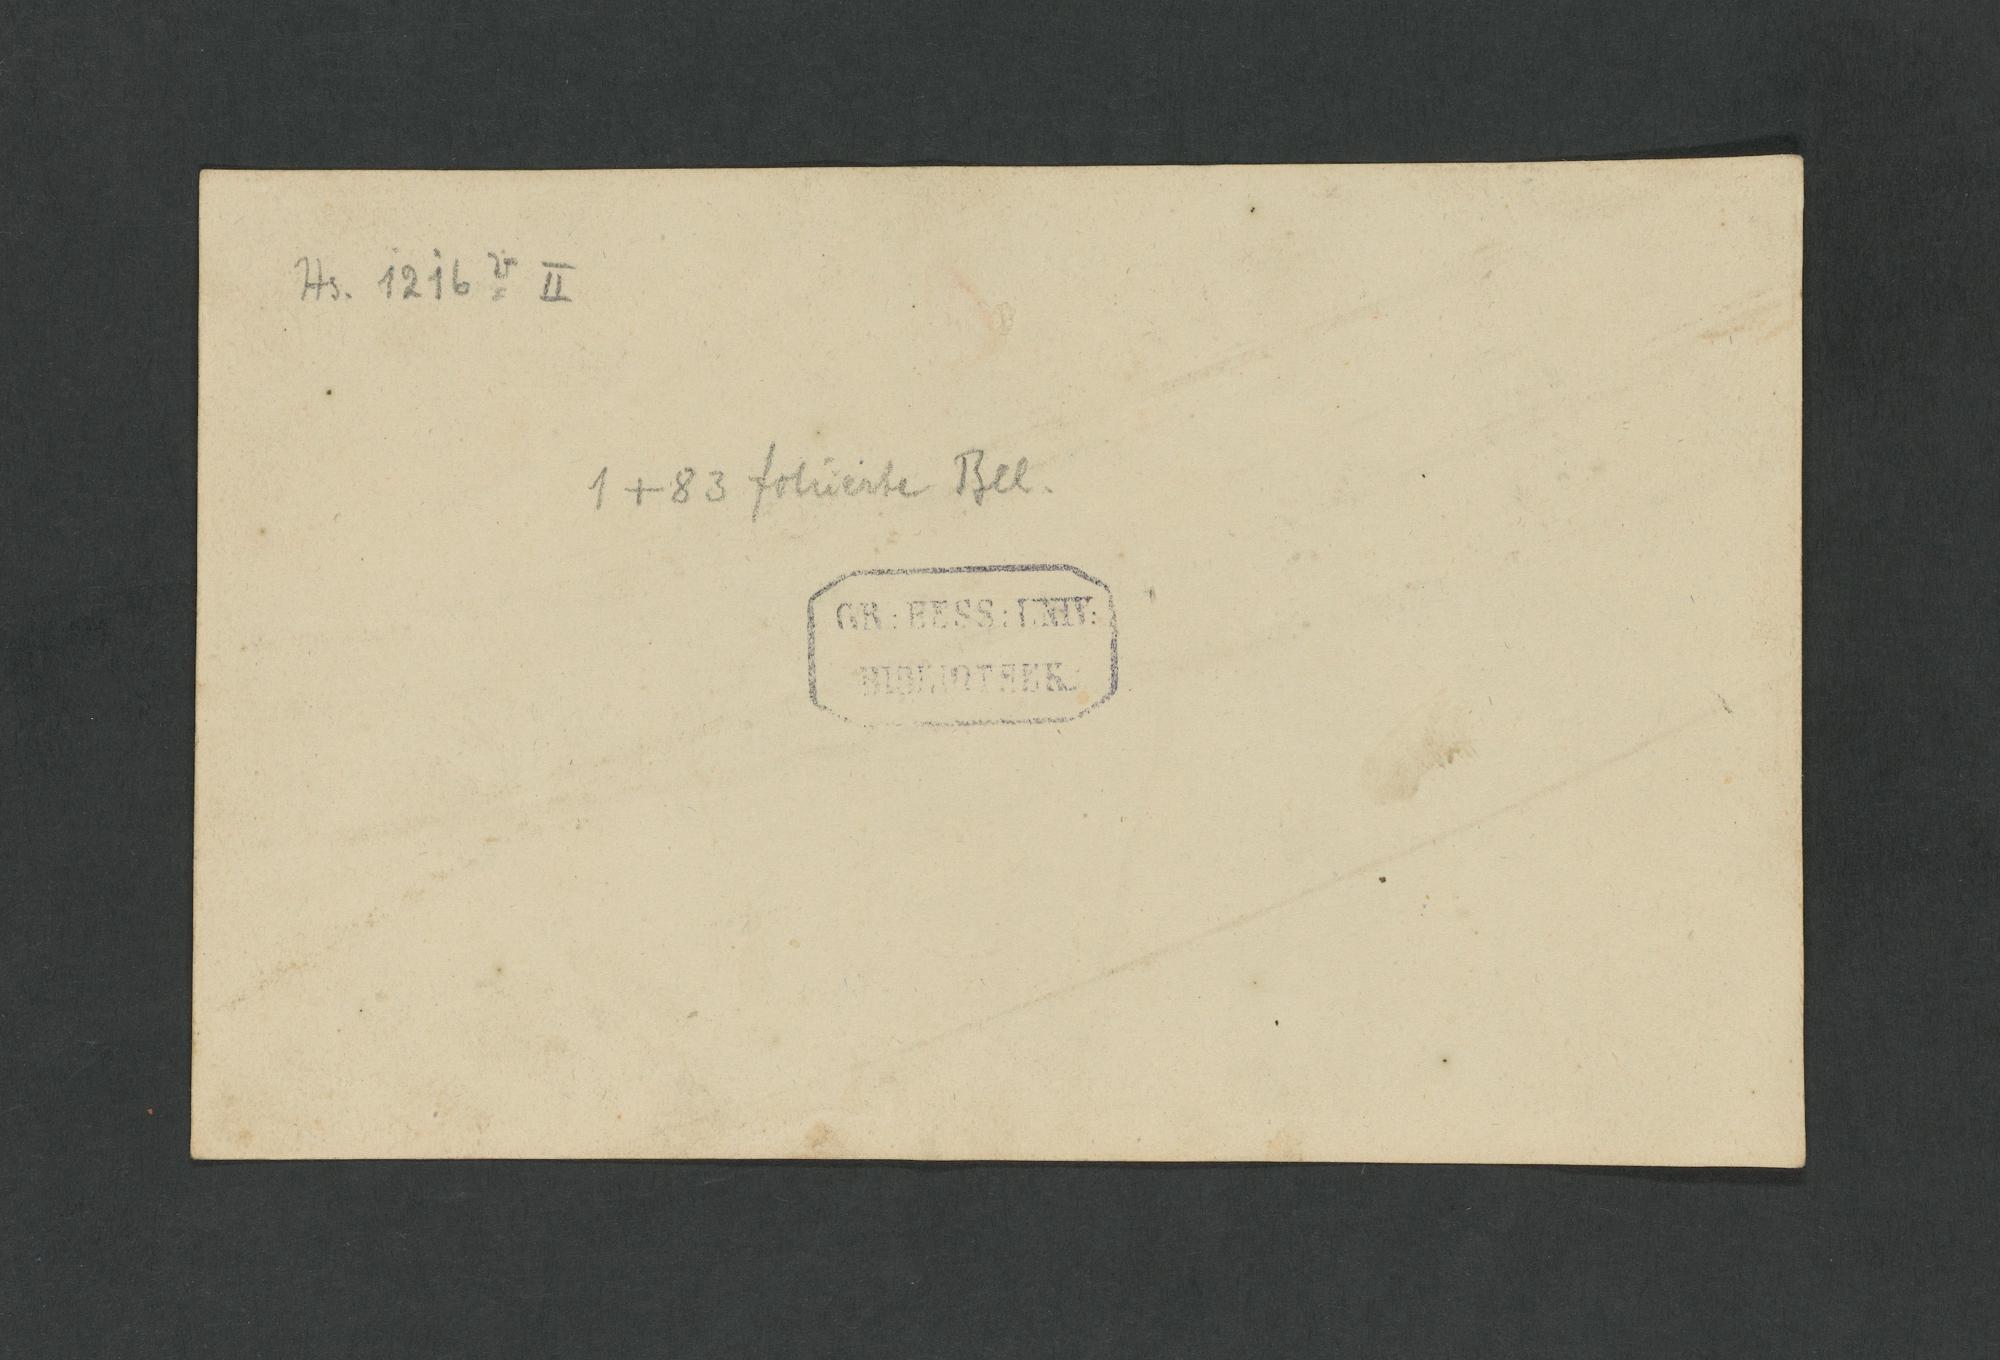 Hs. 1216 II
1 + 83 foliierte Bll.
GR: HESS: UNIV:
BIBLIOTHEK.